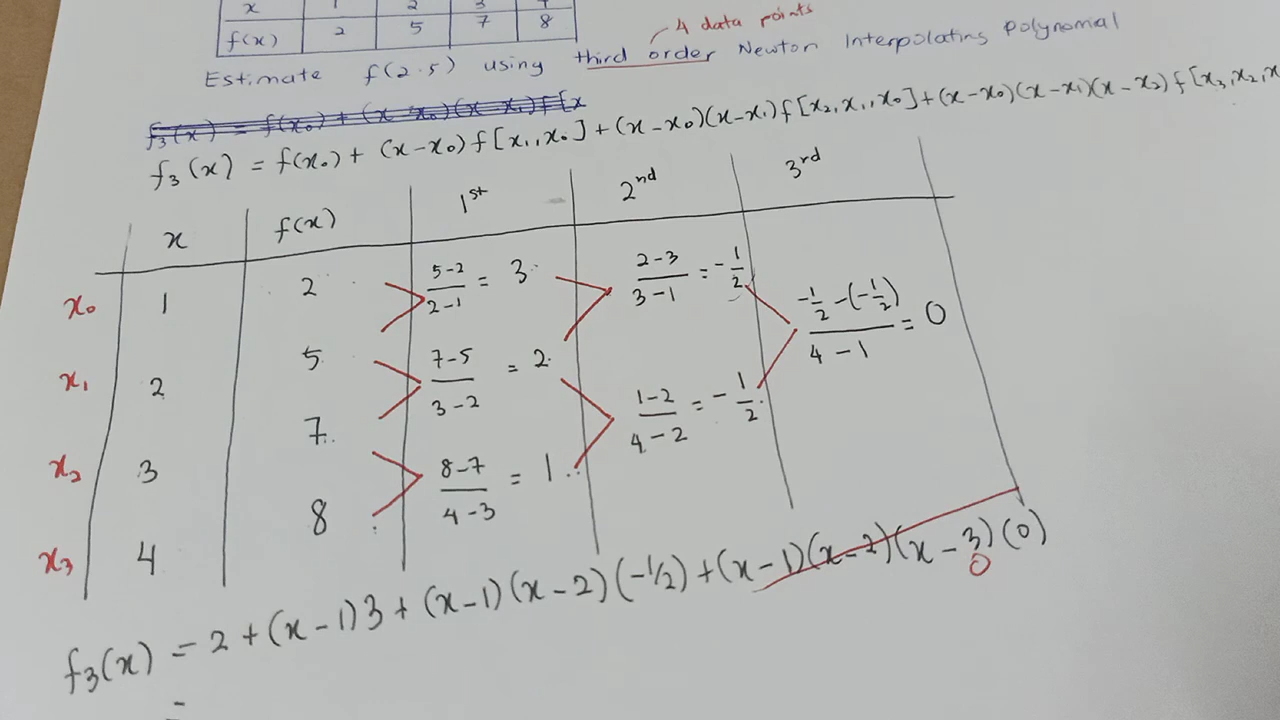 x 1 2 3 4
f(x) 2 5 7 8
4 data points
Estimate f(2.5) using third order Newton Interpolating Polynomial
f₃(x) = f(x₀) + (x-x₀)(x-x₁) f[x
f₃(x) = f(x₀) + (x-x₀) f[x₁,x₀] + (x-x₀)(x-x₁) f[x₂,x₁,x₀] + (x-x₀)(x-x₁)(x-x₂) f[x₃,x₂,x
x f(x) 1st 2nd 3rd
x₀ 1 2 (5-2)/(2-1) = 3 (2-3)/(3-1) = -1/2 (-1/2-(-1/2))/(4-1) = 0
x₁ 2 5 (7-5)/(3-2) = 2 (1-2)/(4-2) = -1/2
x₂ 3 7 (8-7)/(4-3) = 1
x₃ 4 8
f₃(x) = 2 + (x-1)3 + (x-1)(x-2)(-1/2) + (x-1)(x-2)(x-3)(0)
0
=